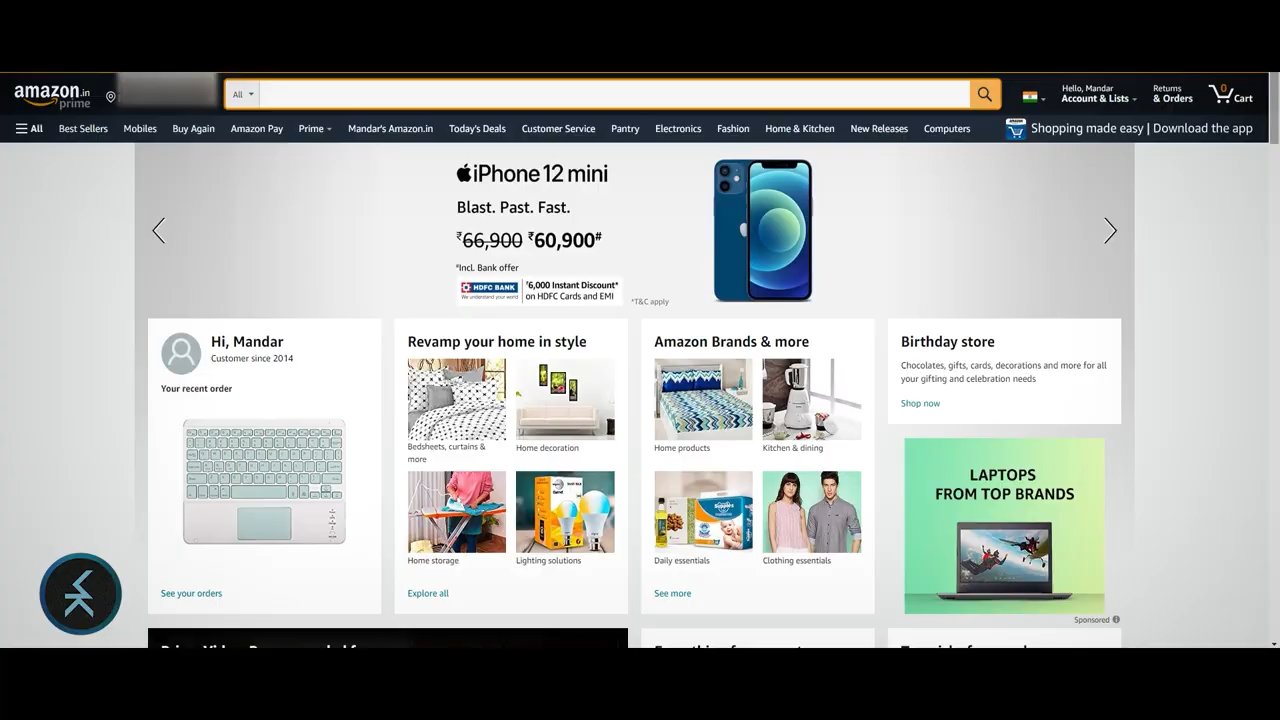 amazon.in
prime
All
Hello, Mandar
Account & Lists
Returns
& Orders
0
Cart
All
Best Sellers
Mobiles
Buy Again
Amazon Pay
Prime
Mandar's Amazon.in
Today's Deals
Customer Service
Pantry
Electronics
Fashion
Home & Kitchen
New Releases
Computers
Shopping made easy | Download the app
iPhone 12 mini
Blast. Past. Fast.
₹66,900 ₹60,900#
#Incl. Bank offer
HDFC BANK
We understand your world
₹6,000 Instant Discount*
on HDFC Cards and EMI
*T&C apply
Hi, Mandar
Customer since 2014
Your recent order
See your orders
Revamp your home in style
Bedsheets, curtains &
more
Home decoration
Home storage
Lighting solutions
Explore all
Amazon Brands & more
Home products
Kitchen & dining
Daily essentials
Clothing essentials
See more
Birthday store
Chocolates, gifts, cards, decorations and more for all
your gifting and celebration needs
Shop now
LAPTOPS
FROM TOP BRANDS
Sponsored